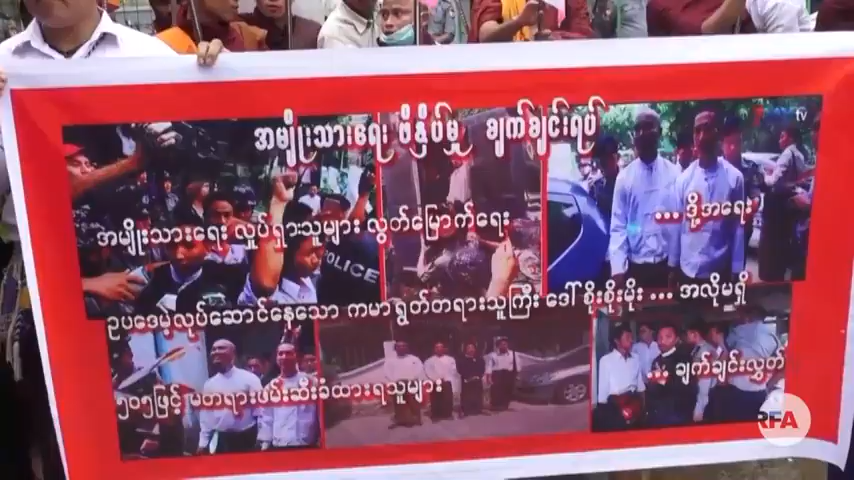 အမျိုးသားရေး ဖိနှိပ်မှု ချက်ချင်းရပ်
အမျိုးသားရေး လှုပ်ရှားသူများ လွတ်မြောက်ရေး ... ဒို့အရေး
POLICE
ဥပဒေမဲ့လုပ်ဆောင်နေသော ကမာရွတ်တရားသူကြီး ဒေါ်စိုးစိုးမိုး ... အလိုမရှိ
၅၀၅ဖြင့် မတရားဖမ်းဆီးခံထားရသူများ ချက်ချင်းလွှတ်
RFA